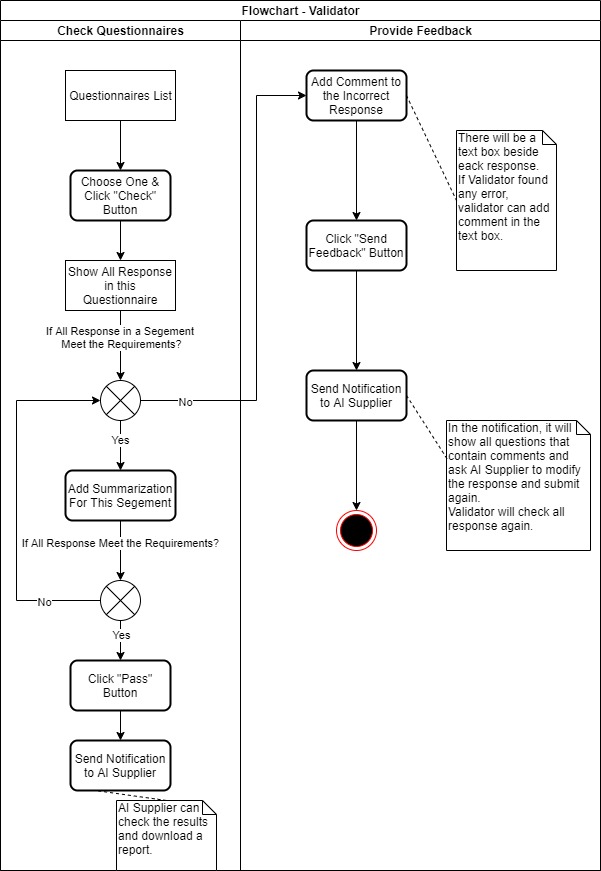 Flowchart - Validator
Check Questionnaires
Provide Feedback
Questionnaires List
Choose One &
Click "Check"
Button
Show All Response
in this
Questionnaire
If All Response in a Segement
Meet the Requirements?
No
Yes
Add Summarization
For This Segement
If All Response Meet the Requirements?
No
Yes
Click "Pass"
Button
Send Notification
to AI Supplier
AI Supplier can
check the results
and download a
report.
Add Comment to
the Incorrect
Response
There will be a
text box beside
eack response.
If Validator found
any error,
validator can add
comment in the
text box.
Click "Send
Feedback" Button
Send Notification
to AI Supplier
In the notification, it will
show all questions that
contain comments and
ask AI Supplier to modify
the response and submit
again.
Validator will check all
response again.